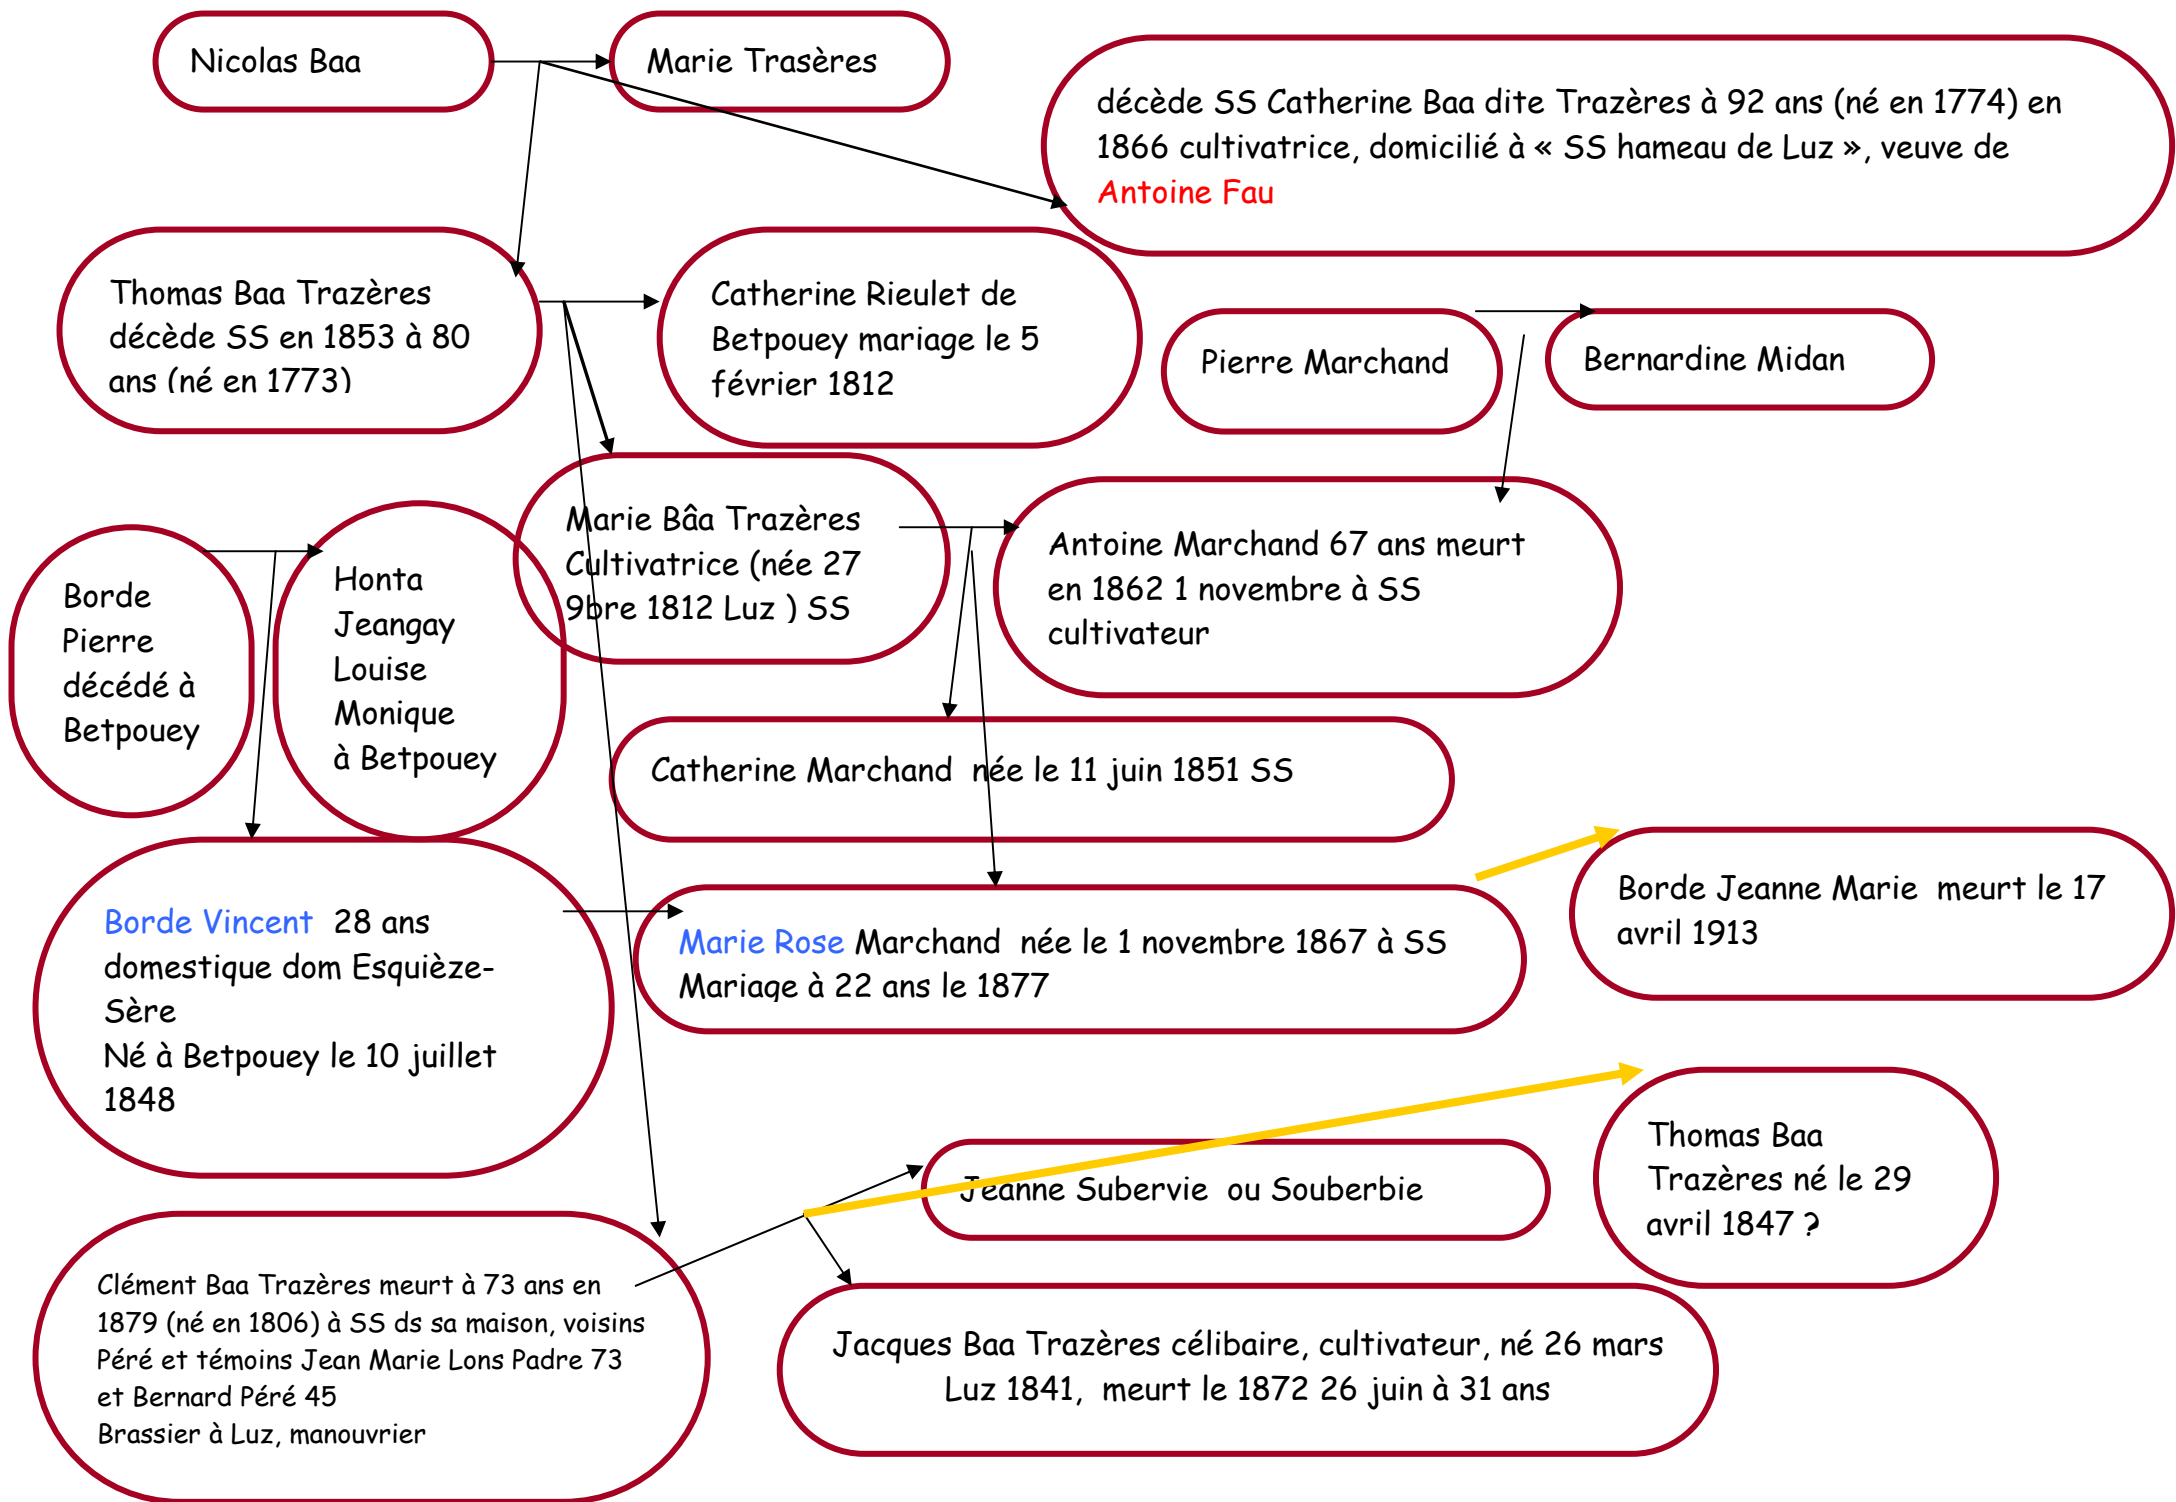 Nicolas Baa
Marie Trasères
décède SS Catherine Baa dite Trazères à 92 ans (né en 1774) en
1866 cultivatrice, domicilié à « SS hameau de Luz », veuve de
Antoine Fau
Thomas Baa Trazères
décède SS en 1853 à 80
ans (né en 1773)
Catherine Rieulet de
Betpouey mariage le 5
février 1812
Pierre Marchand
Bernardine Midan
Borde
Pierre
décédé à
Betpouey
Honta
Jeangay
Louise
Monique
à Betpouey
Marie Bâa Trazères
Cultivatrice (née 27
9bre 1812 Luz ) SS
Antoine Marchand 67 ans meurt
en 1862 1 novembre à SS
cultivateur
Catherine Marchand  née le 11 juin 1851 SS
Borde Vincent  28 ans
domestique dom Esquièze-
Sère
Né à Betpouey le 10 juillet
1848
Marie Rose Marchand  née le 1 novembre 1867 à SS
Mariage à 22 ans le 1877
Borde Jeanne Marie  meurt le 17
avril 1913
Jeanne Subervie  ou Souberbie
Thomas Baa
Trazères né le 29
avril 1847 ?
Clément Baa Trazères meurt à 73 ans en
1879 (né en 1806) à SS ds sa maison, voisins
Péré et témoins Jean Marie Lons Padre 73
et Bernard Péré 45
Brassier à Luz, manouvrier
Jacques Baa Trazères célibaire, cultivateur, né 26 mars
Luz 1841,  meurt le 1872 26 juin à 31 ans